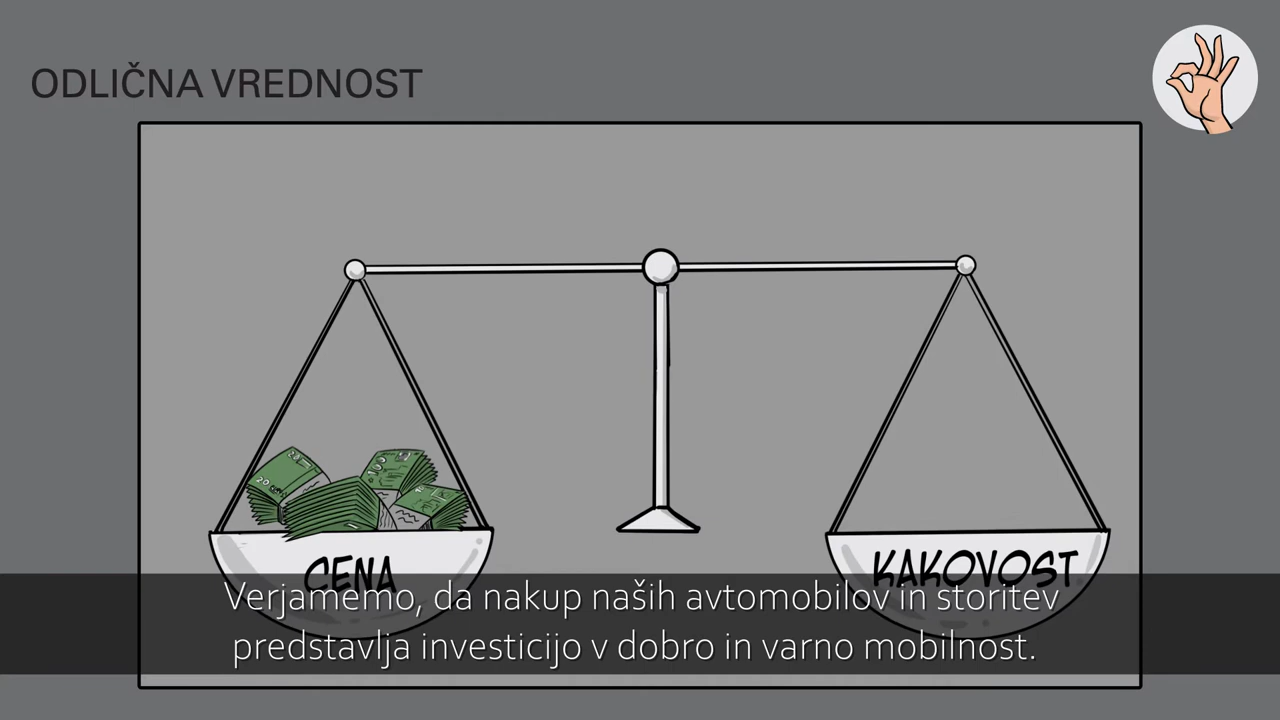 ODLIČNA VREDNOST
CENA
KAKOVOST
Verjamemo, da nakup naših avtomobilov in storitev
predstavlja investicijo v dobro in varno mobilnost.